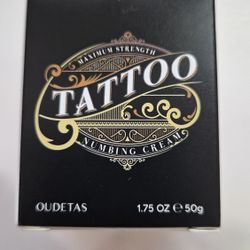 MAXIMUM STRENGTH
TATTOO
NUMBING CREAM
OUDETAS
1.75 OZ ℮ 50g